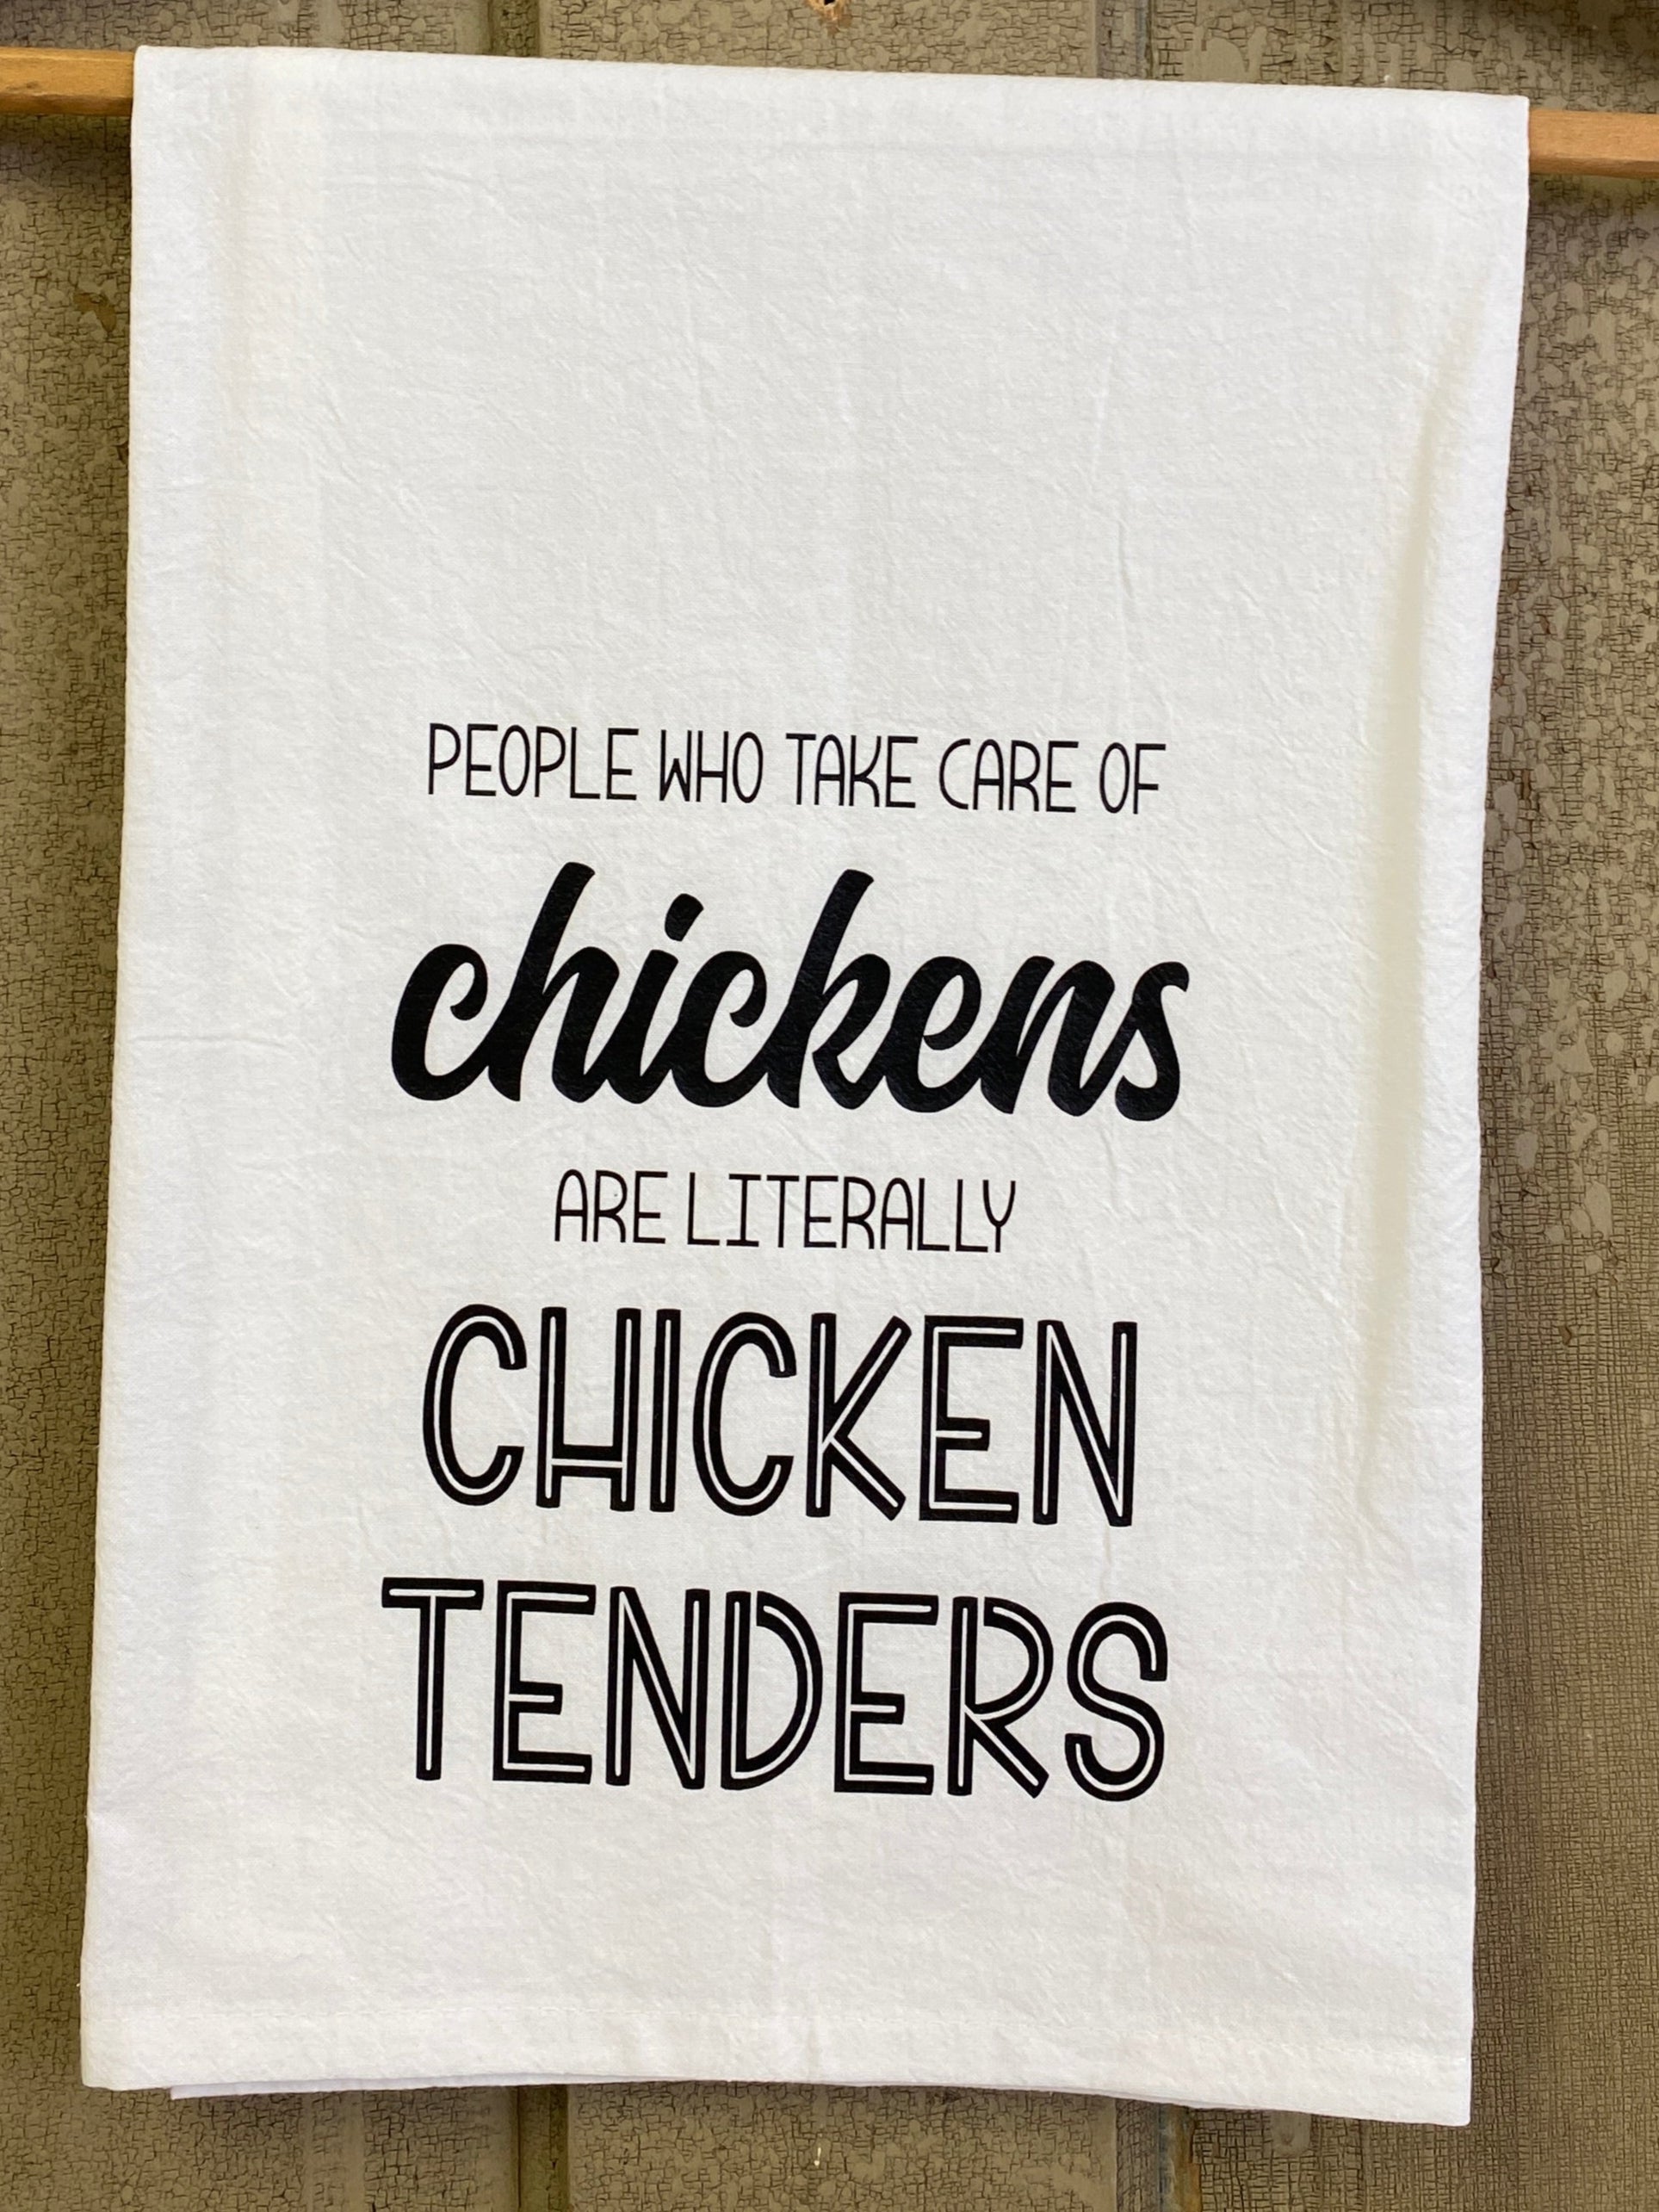 PEOPLE WHO TAKE CARE OF
chickens
ARE LITERALLY
CHICKEN
TENDERS